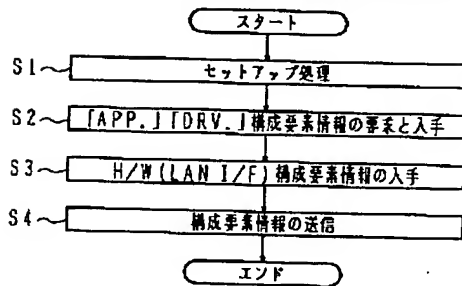 スタート
S1 セットアップ処理
S2 「APP.」「DRV.」構成要素情報の要求と入手
S3 H/W(LAN I/F)構成要素情報の入手
S4 構成要素情報の送信
エンド